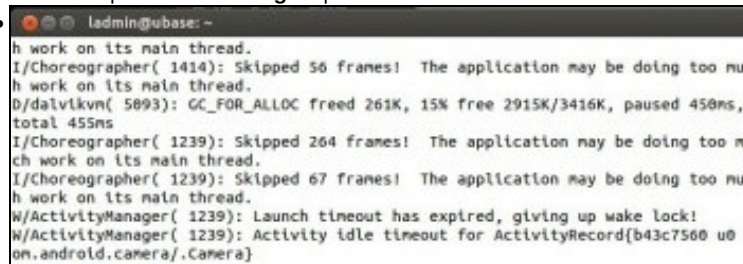 ladmin@ubase: ~
h work on its main thread.
I/Choreographer( 1414): Skipped 56 frames!  The application may be doing too mu
h work on its main thread.
D/dalvikvm( 5093): GC_FOR_ALLOC freed 261K, 15% free 2915K/3416K, paused 450ms,
total 455ms
I/Choreographer( 1239): Skipped 264 frames!  The application may be doing too m
ch work on its main thread.
I/Choreographer( 1239): Skipped 67 frames!  The application may be doing too mu
h work on its main thread.
W/ActivityManager( 1239): Launch timeout has expired, giving up wake lock!
W/ActivityManager( 1239): Activity idle timeout for ActivityRecord{b43c7560 u0
om.android.camera/.Camera}